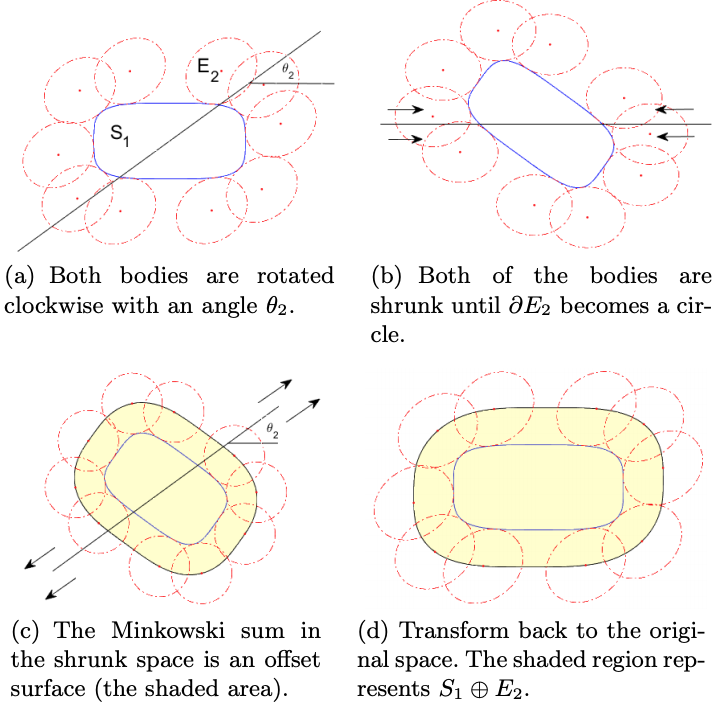 E2
θ2
S1
(a) Both bodies are rotated
clockwise with an angle θ2.
(b) Both of the bodies are
shrunk until ∂E2 becomes a cir-
cle.
θ2
(c) The Minkowski sum in
the shrunk space is an offset
surface (the shaded area).
(d) Transform back to the origi-
nal space. The shaded region rep-
resents S1 ⊕ E2.